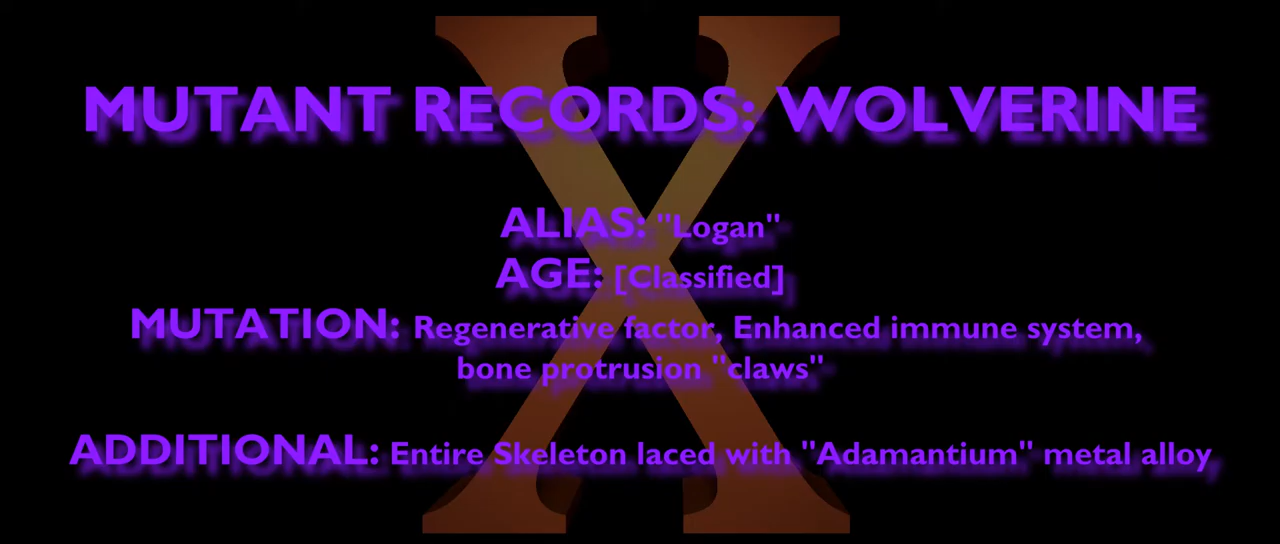 MUTANT RECORDS: WOLVERINE
ALIAS: "Logan"
AGE: [Classified]
MUTATION: Regenerative factor, Enhanced immune system,
bone protrusion "claws"
ADDITIONAL: Entire Skeleton laced with "Adamantium" metal alloy